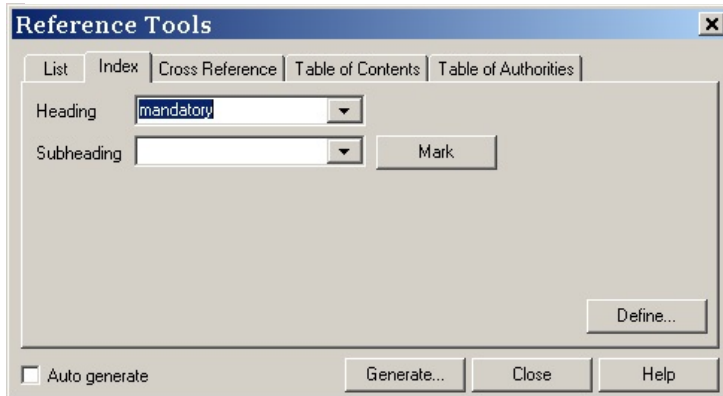 Reference Tools
List Index Cross Reference Table of Contents Table of Authorities
Heading mandatory
Subheading Mark
Define...
Auto generate Generate... Close Help